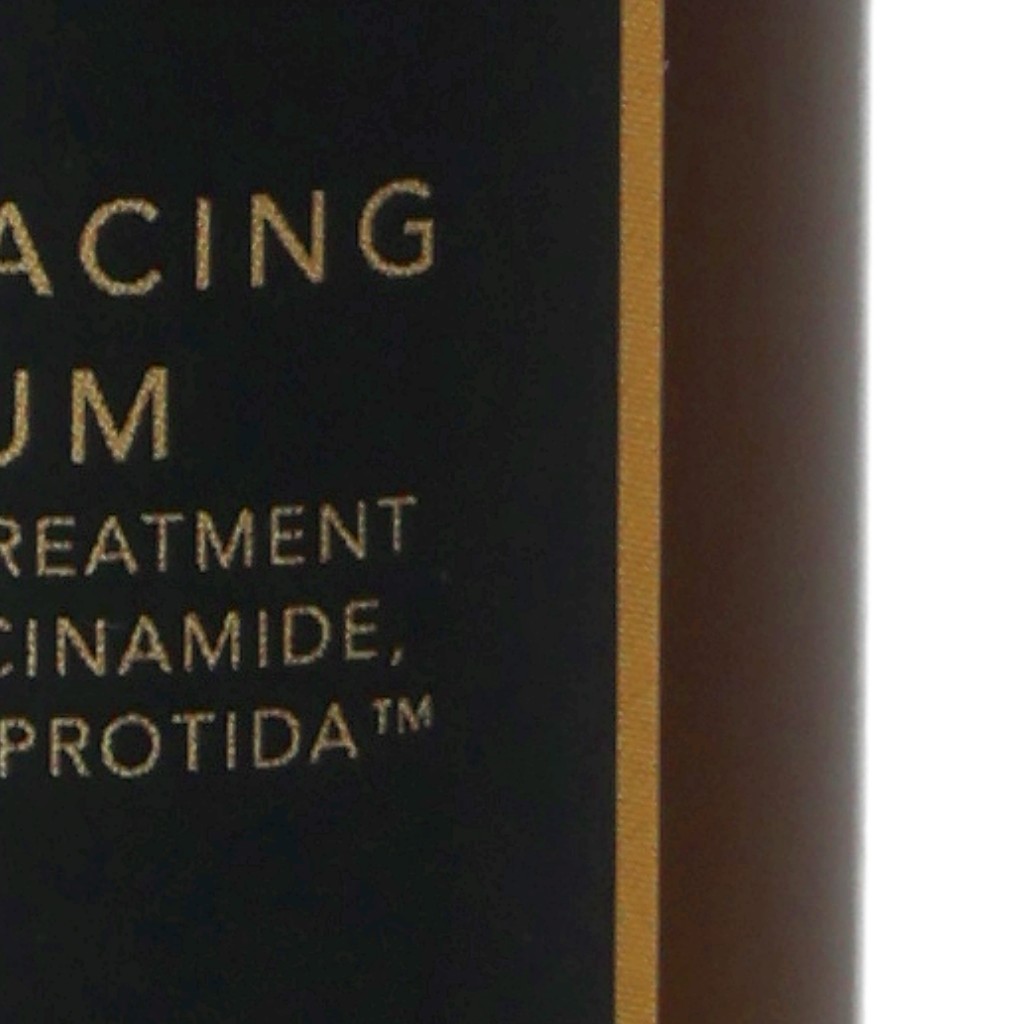 ACING
UM
REATMENT
CINAMIDE,
PROTIDA™